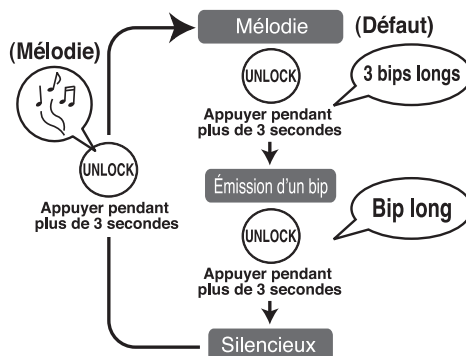 Mélodie (Défaut)
(Mélodie)
UNLOCK
3 bips longs
Appuyer pendant
plus de 3 secondes
UNLOCK
Appuyer pendant
plus de 3 secondes
Émission d'un bip
UNLOCK
Bip long
Appuyer pendant
plus de 3 secondes
Silencieux